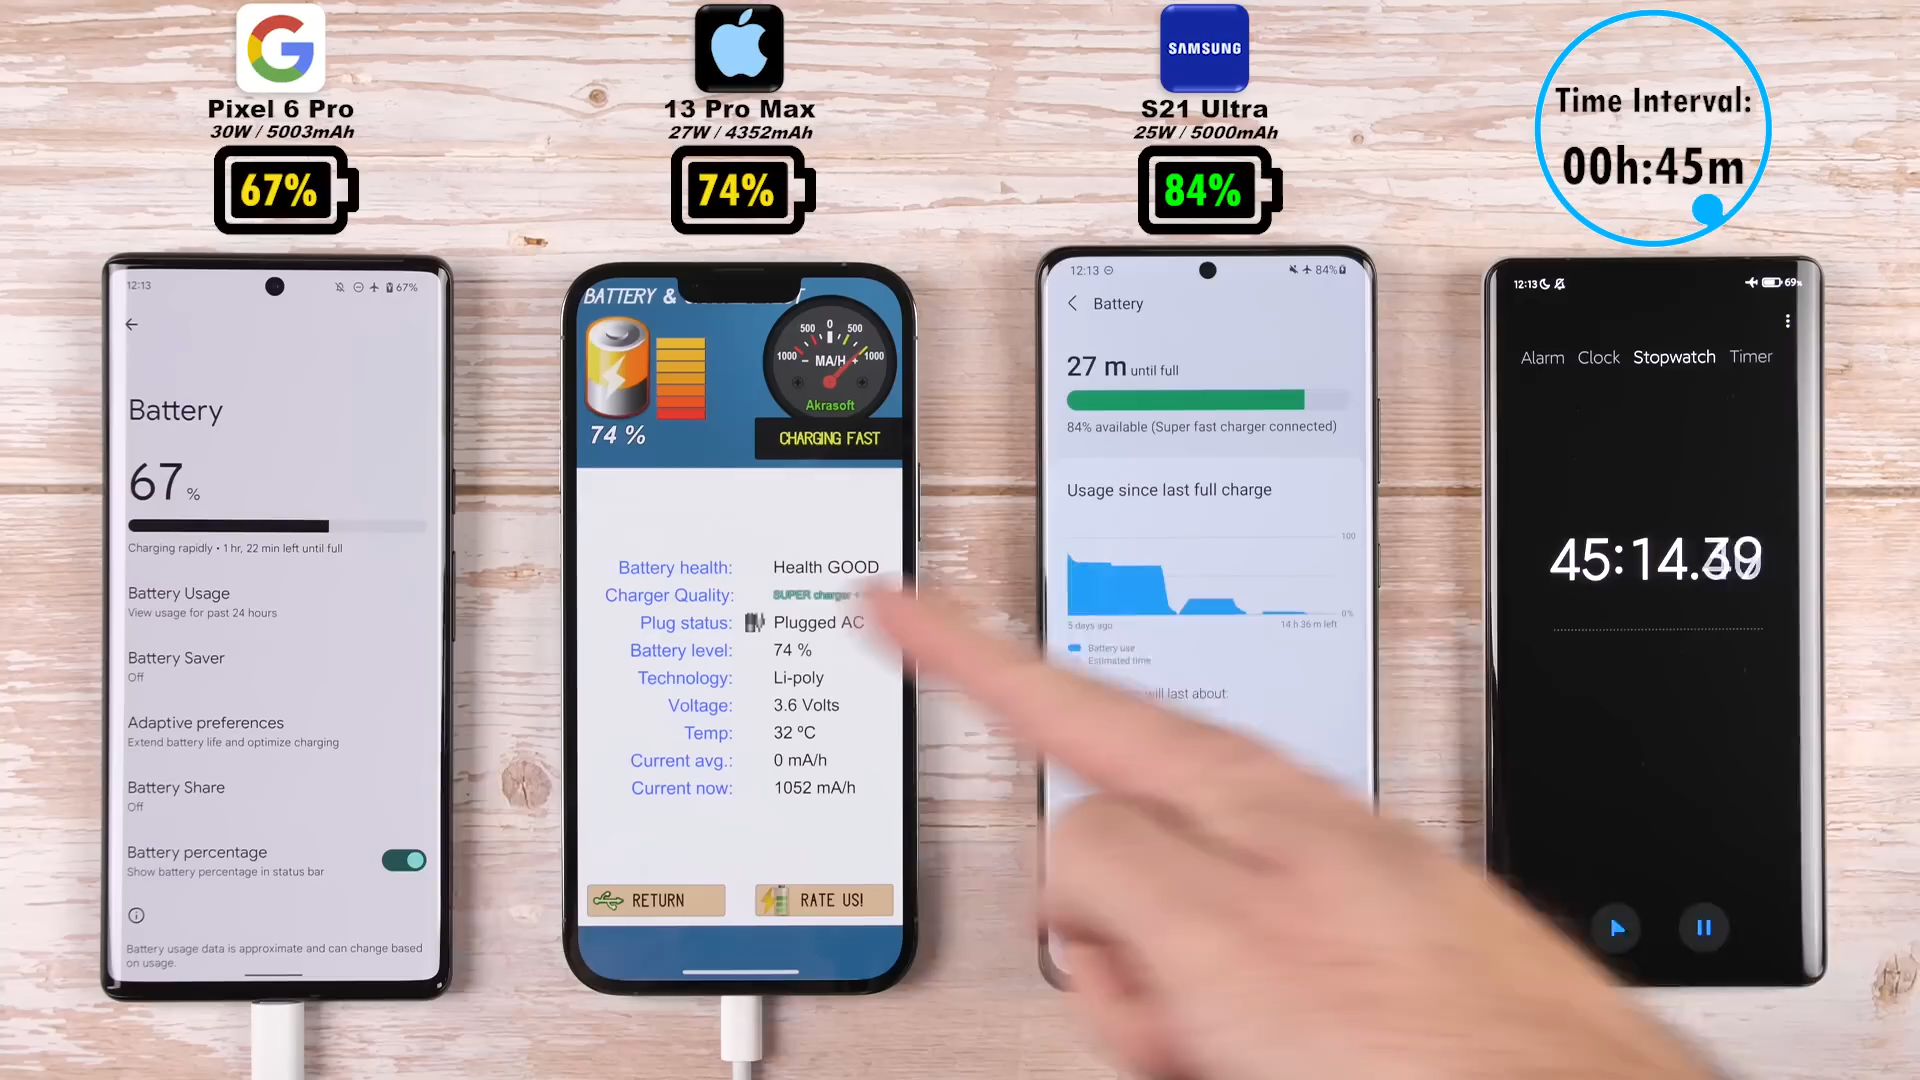 Pixel 6 Pro
30W / 5003mAh
67%
13 Pro Max
27W / 4352mAh
74%
SAMSUNG
S21 Ultra
25W / 5000mAh
84%
Time Interval:
00h:45m
12:13
67%
Battery
67 %
Charging rapidly • 1 hr, 22 min left until full
Battery Usage
View usage for past 24 hours
Battery Saver
Off
Adaptive preferences
Extend battery life and optimize charging
Battery Share
Off
Battery percentage
Show battery percentage in status bar
Battery usage data is approximate and can change based
on usage.
BATTERY &
500 0 500
1000 - MA/H + 1000
Akrasoft
74 %
CHARGING FAST
Battery health: Health GOOD
Charger Quality: SUPER charger
Plug status: Plugged AC
Battery level: 74 %
Technology: Li-poly
Voltage: 3.6 Volts
Temp: 32 ºC
Current avg.: 0 mA/h
Current now: 1052 mA/h
RETURN
RATE US!
12:13
84%
Battery
27 m until full
84% available (Super fast charger connected)
Usage since last full charge
100
0%
5 days ago
14 h 36 m left
Battery use
Estimated time
will last about:
12:13
69%
Alarm Clock Stopwatch Timer
45:14.